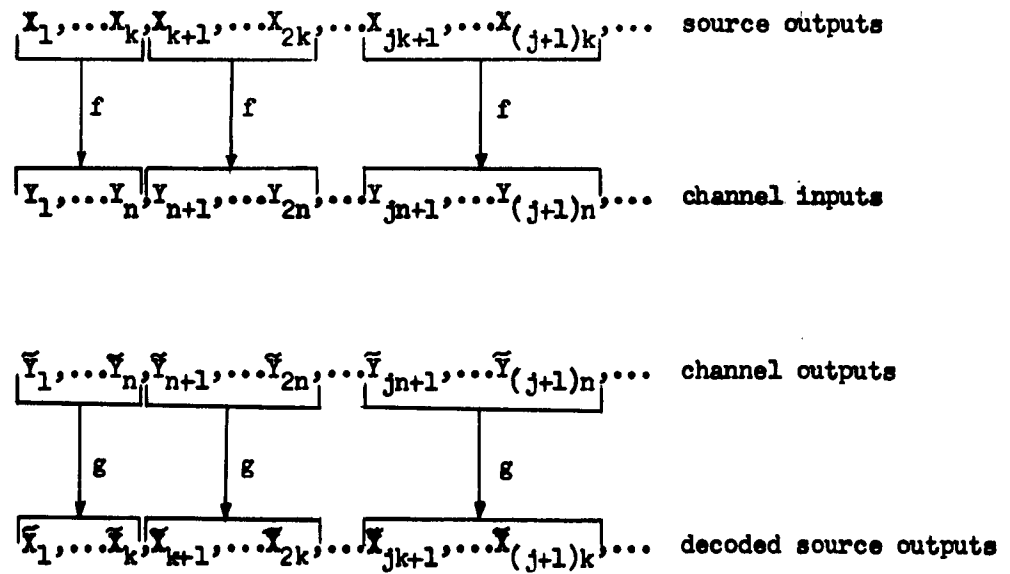 X₁,...Xₖ,Xₖ₊₁,...X₂ₖ,...Xⱼₖ₊₁,...X₍ⱼ₊₁₎ₖ,... source outputs
f f f
Y₁,...Yₙ,Yₙ₊₁,...Y₂ₙ,...Yⱼₙ₊₁,...Y₍ⱼ₊₁₎ₙ,... channel inputs
Ỹ₁,...Ỹₙ,Ỹₙ₊₁,...Ỹ₂ₙ,...Ỹⱼₙ₊₁,...Ỹ₍ⱼ₊₁₎ₙ,... channel outputs
g g g
X̃₁,...X̃ₖ,X̃ₖ₊₁,...X̃₂ₖ,...X̃ⱼₖ₊₁,...X̃₍ⱼ₊₁₎ₖ,... decoded source outputs